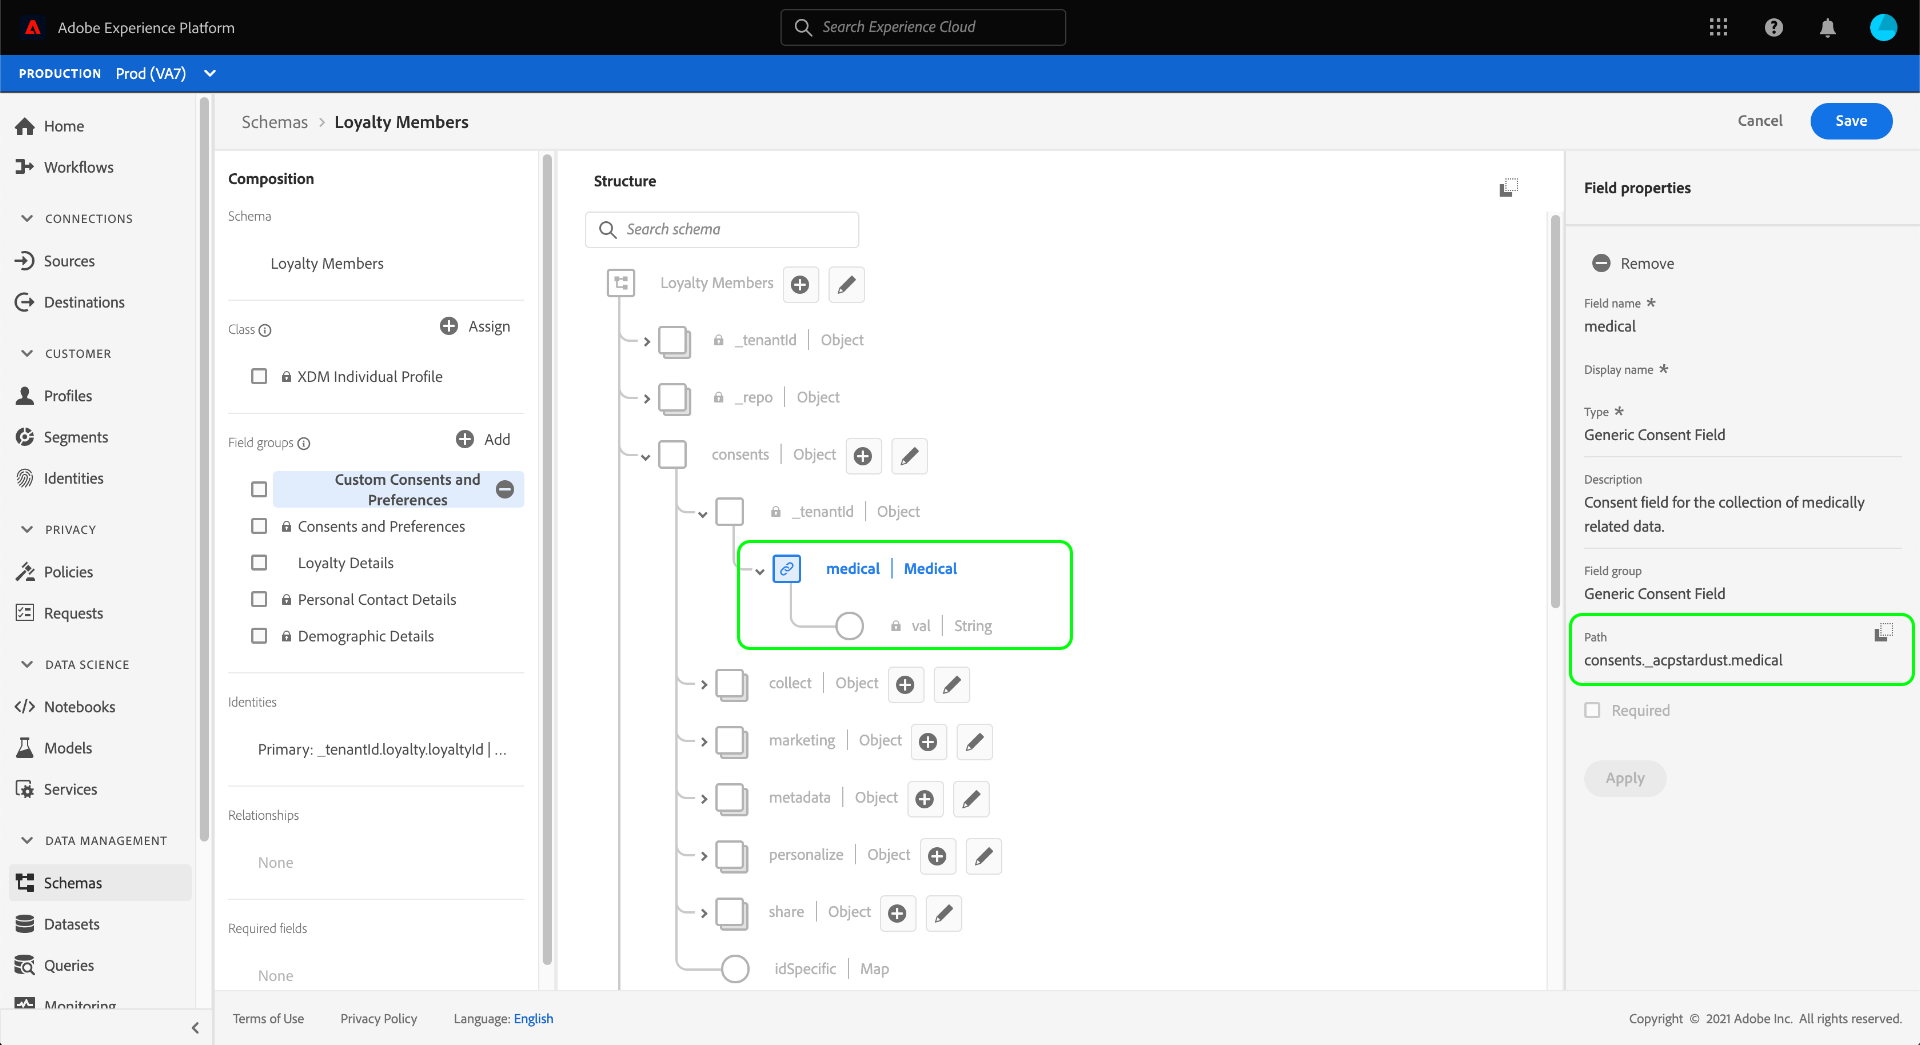 Adobe Experience Platform
Search Experience Cloud
PRODUCTION Prod (VA7)
Home
Workflows
CONNECTIONS
Sources
Destinations
CUSTOMER
Profiles
Segments
Identities
PRIVACY
Policies
Requests
DATA SCIENCE
Notebooks
Models
Services
DATA MANAGEMENT
Schemas
Datasets
Queries
Monitoring
Schemas > Loyalty Members
Cancel
Save
Composition
Schema
Loyalty Members
Class
Assign
XDM Individual Profile
Field groups
Add
Custom Consents and
Preferences
Consents and Preferences
Loyalty Details
Personal Contact Details
Demographic Details
Identities
Primary: _tenantId.loyalty.loyaltyId | ...
Relationships
None
Required fields
None
Structure
Search schema
Loyalty Members
_tenantId | Object
_repo | Object
consents | Object
_tenantId | Object
medical | Medical
val | String
collect | Object
marketing | Object
metadata | Object
personalize | Object
share | Object
idSpecific | Map
Field properties
Remove
Field name *
medical
Display name *
Type *
Generic Consent Field
Description
Consent field for the collection of medically
related data.
Field group
Generic Consent Field
Path
consents._acpstardust.medical
Required
Apply
Terms of Use
Privacy Policy
Language: English
Copyright © 2021 Adobe Inc. All rights reserved.